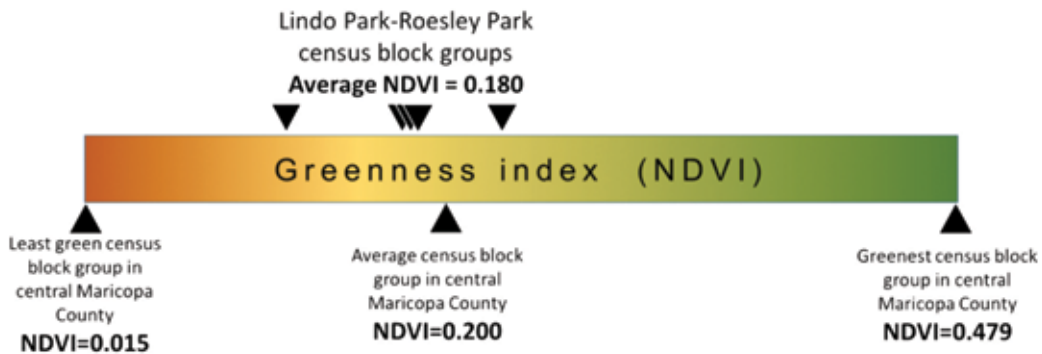 Lindo Park-Roesley Park
census block groups
Average NDVI = 0.180
Greenness index (NDVI)
Least green census
block group in
central Maricopa
County
NDVI=0.015
Average census block
group in central
Maricopa County
NDVI=0.200
Greenest census block
group in central
Maricopa County
NDVI=0.479